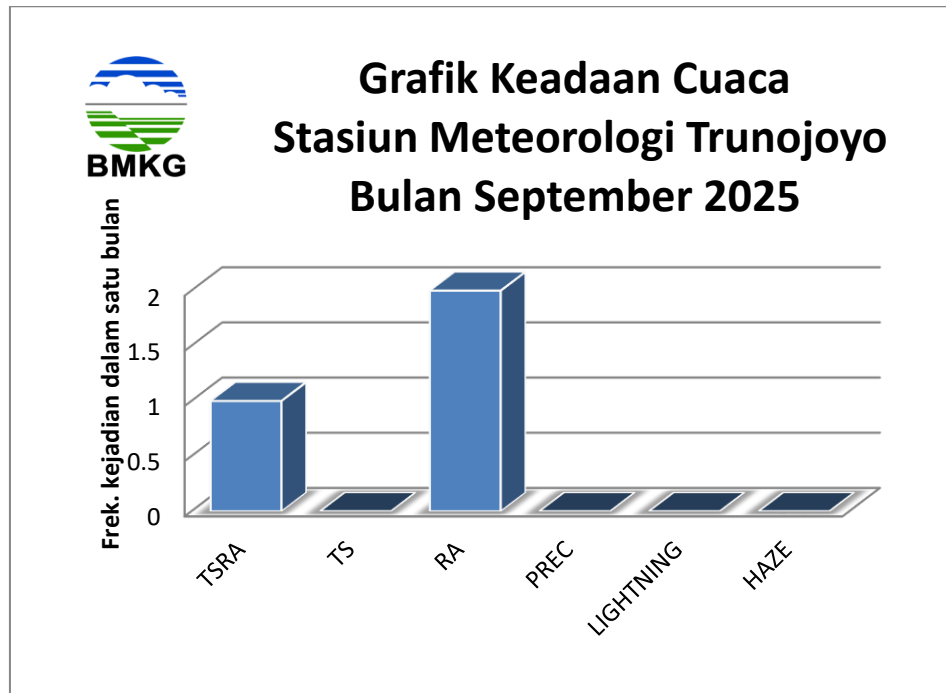 BMKG
Grafik Keadaan Cuaca
Stasiun Meteorologi Trunojoyo
Bulan September 2025
Frek. kejadian dalam satu bulan
2
1.5
1
0.5
0
TSRA
TS
RA
PREC
LIGHTNING
HAZE